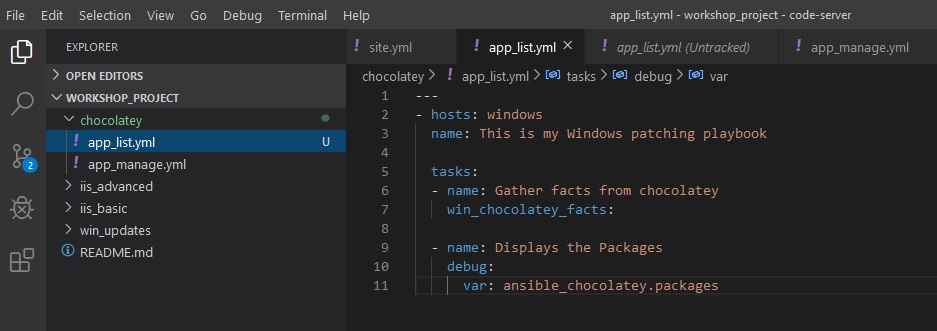 File Edit Selection View Go Debug Terminal Help app_list.yml - workshop_project - code-server
EXPLORER
OPEN EDITORS
WORKSHOP_PROJECT
chocolatey
! app_list.yml U
! app_manage.yml
iis_advanced
iis_basic
win_updates
README.md
2
! site.yml ! app_list.yml × ! app_list.yml (Untracked) ! app_manage.yml
chocolatey > ! app_list.yml > tasks > debug > var
1 ---
2 - hosts: windows
3 name: This is my Windows patching playbook
4
5 tasks:
6 - name: Gather facts from chocolatey
7 win_chocolatey_facts:
8
9 - name: Displays the Packages
10 debug:
11 var: ansible_chocolatey.packages